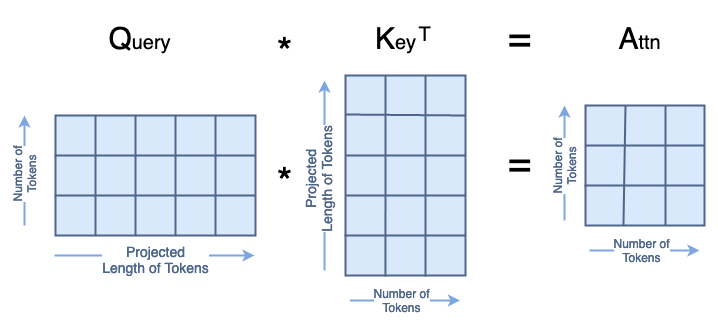 Query * Key^T = Attn
Number of
Tokens
*
Projected
Length of Tokens
=
Number of
Tokens
Projected
Length of Tokens
Number of
Tokens
Number of
Tokens